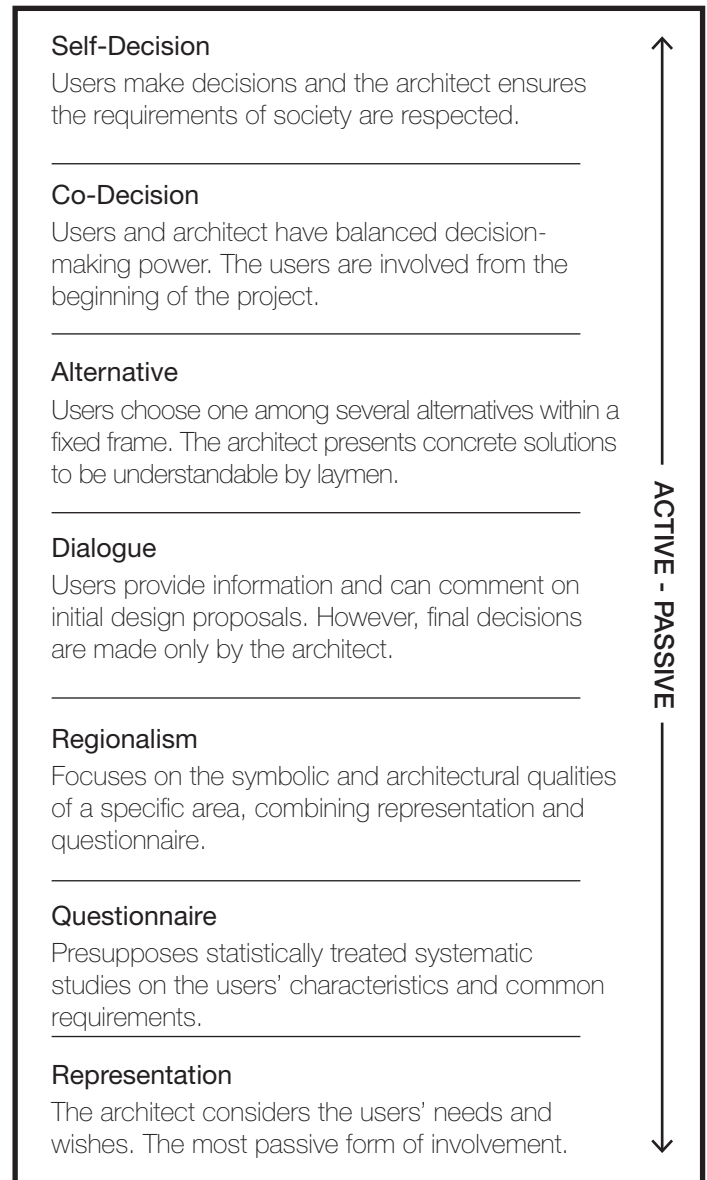 Self-Decision
Users make decisions and the architect ensures
the requirements of society are respected.
Co-Decision
Users and architect have balanced decision-
making power. The users are involved from the
beginning of the project.
Alternative
Users choose one among several alternatives within a
fixed frame. The architect presents concrete solutions
to be understandable by laymen.
Dialogue
Users provide information and can comment on
initial design proposals. However, final decisions
are made only by the architect.
Regionalism
Focuses on the symbolic and architectural qualities
of a specific area, combining representation and
questionnaire.
Questionnaire
Presupposes statistically treated systematic
studies on the users’ characteristics and common
requirements.
Representation
The architect considers the users’ needs and
wishes. The most passive form of involvement.
ACTIVE - PASSIVE